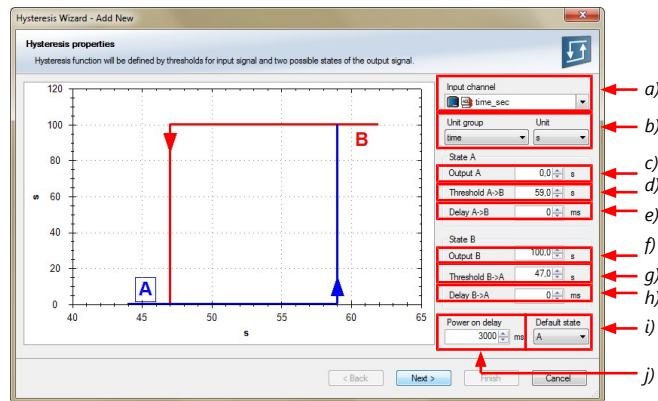 Hysteresis Wizard - Add New
Hysteresis properties
Hysteresis function will be defined by thresholds for input signal and two possible states of the output signal.
120
100
80
60
40
20
0
s
40 45 50 55 60 65
s
A
B
Input channel
time_sec
Unit group Unit
time s
State A
Output A 0,0 s
Threshold A->B 59,0 s
Delay A->B 0 ms
State B
Output B 100,0 s
Threshold B->A 47,0 s
Delay B->A 0 ms
Power on delay Default state
3000 ms A
< Back Next > Finish Cancel
a)
b)
c)
d)
e)
f)
g)
h)
i)
j)